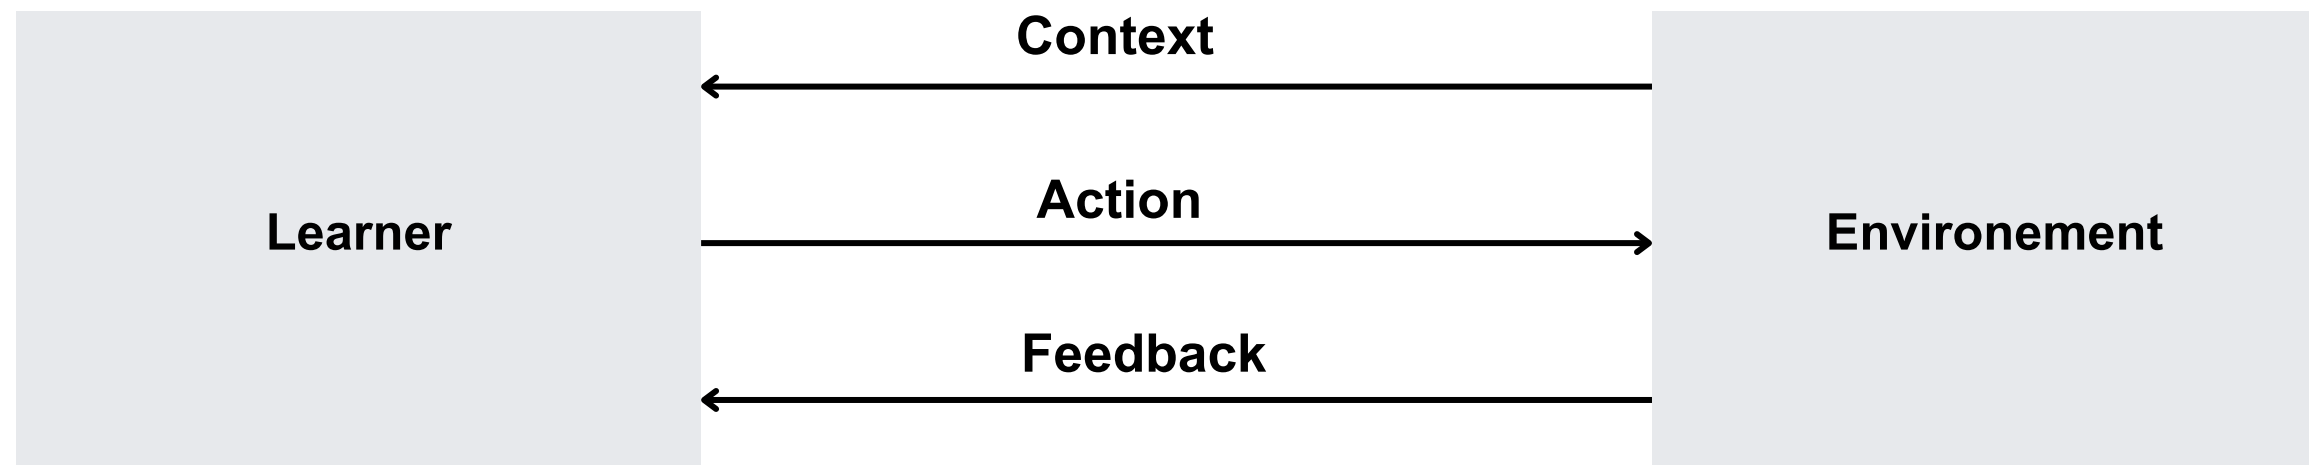 Context
Action
Learner
Environement
Feedback